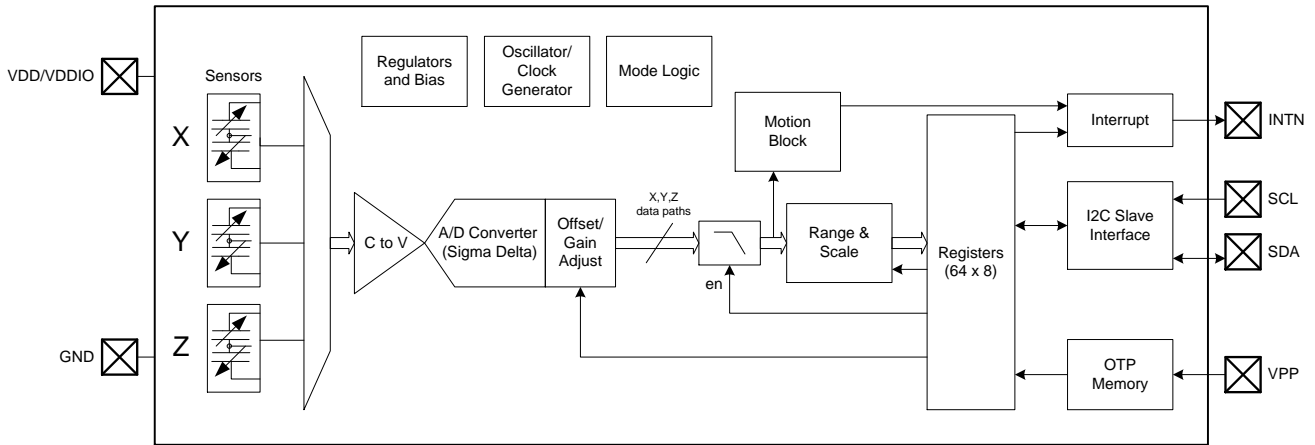 VDD/VDDIO
GND
Sensors
X
Y
Z
Regulators
and Bias
Oscillator/
Clock
Generator
Mode Logic
C to V
A/D Converter
(Sigma Delta)
Offset/
Gain
Adjust
X,Y,Z
data paths
en
Motion
Block
Range &
Scale
Registers
(64 x 8)
Interrupt
I2C Slave
Interface
OTP
Memory
INTN
SCL
SDA
VPP